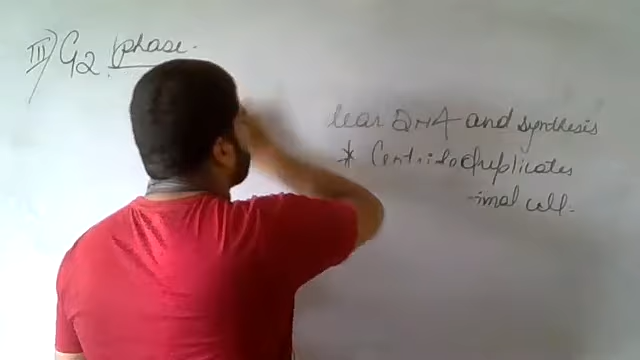 III) G2 phase.
lear DNA and synthesis
* Centriole duplicates
imal cell.